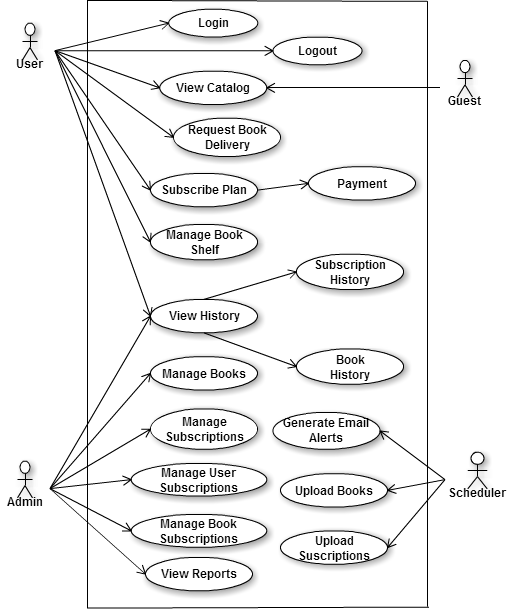 Login
User
Logout
View Catalog
Guest
Request Book
Delivery
Subscribe Plan
Payment
Manage Book
Shelf
Subscription
History
View History
Book
History
Manage Books
Manage
Subscriptions
Generate Email
Alerts
Admin
Manage User
Subscriptions
Upload Books
Scheduler
Manage Book
Subscriptions
Upload
Suscriptions
View Reports